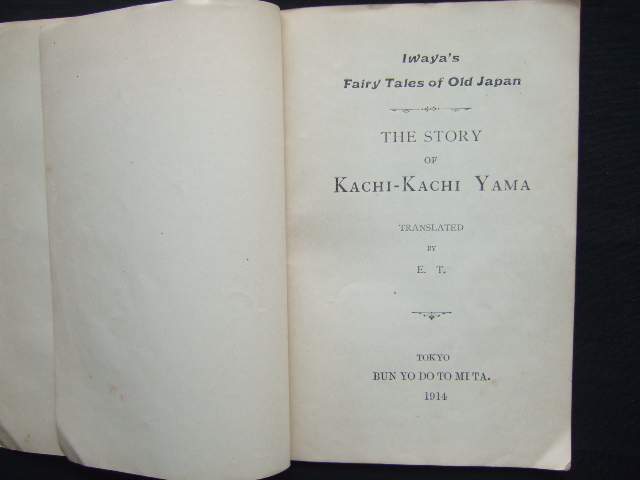 Iwaya's
Fairy Tales of Old Japan
THE STORY
OF
KACHI-KACHI YAMA
TRANSLATED
BY
E. T.
TOKYO
BUN YO DO TO MI TA.
1914